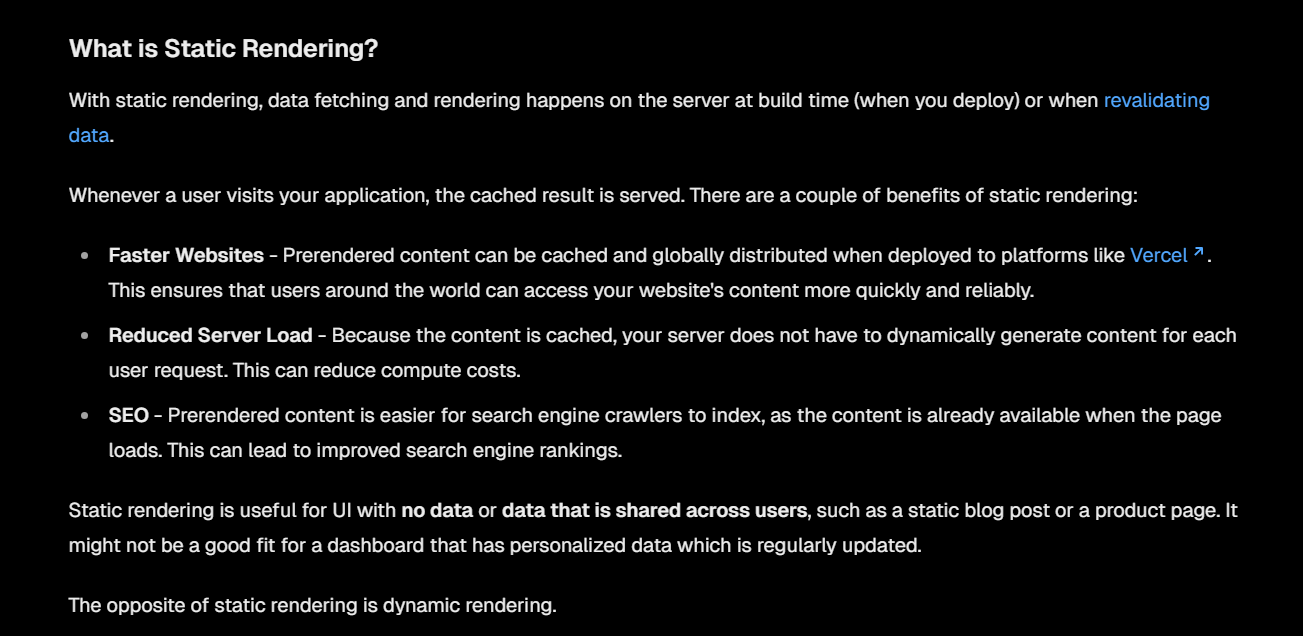 What is Static Rendering?
With static rendering, data fetching and rendering happens on the server at build time (when you deploy) or when revalidating
data.
Whenever a user visits your application, the cached result is served. There are a couple of benefits of static rendering:
• Faster Websites - Prerendered content can be cached and globally distributed when deployed to platforms like Vercel ↗.
This ensures that users around the world can access your website's content more quickly and reliably.
• Reduced Server Load - Because the content is cached, your server does not have to dynamically generate content for each
user request. This can reduce compute costs.
• SEO - Prerendered content is easier for search engine crawlers to index, as the content is already available when the page
loads. This can lead to improved search engine rankings.
Static rendering is useful for UI with no data or data that is shared across users, such as a static blog post or a product page. It
might not be a good fit for a dashboard that has personalized data which is regularly updated.
The opposite of static rendering is dynamic rendering.